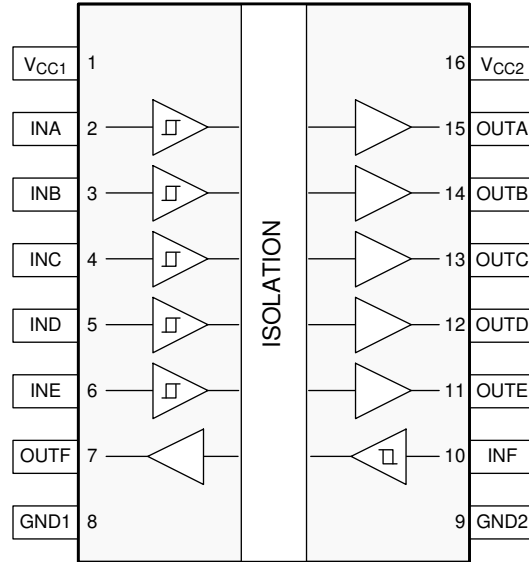 VCC1 1 16 VCC2
INA 2 15 OUTA
INB 3 14 OUTB
INC 4 13 OUTC
IND 5 12 OUTD
INE 6 11 OUTE
OUTF 7 10 INF
GND1 8 9 GND2
ISOLATION